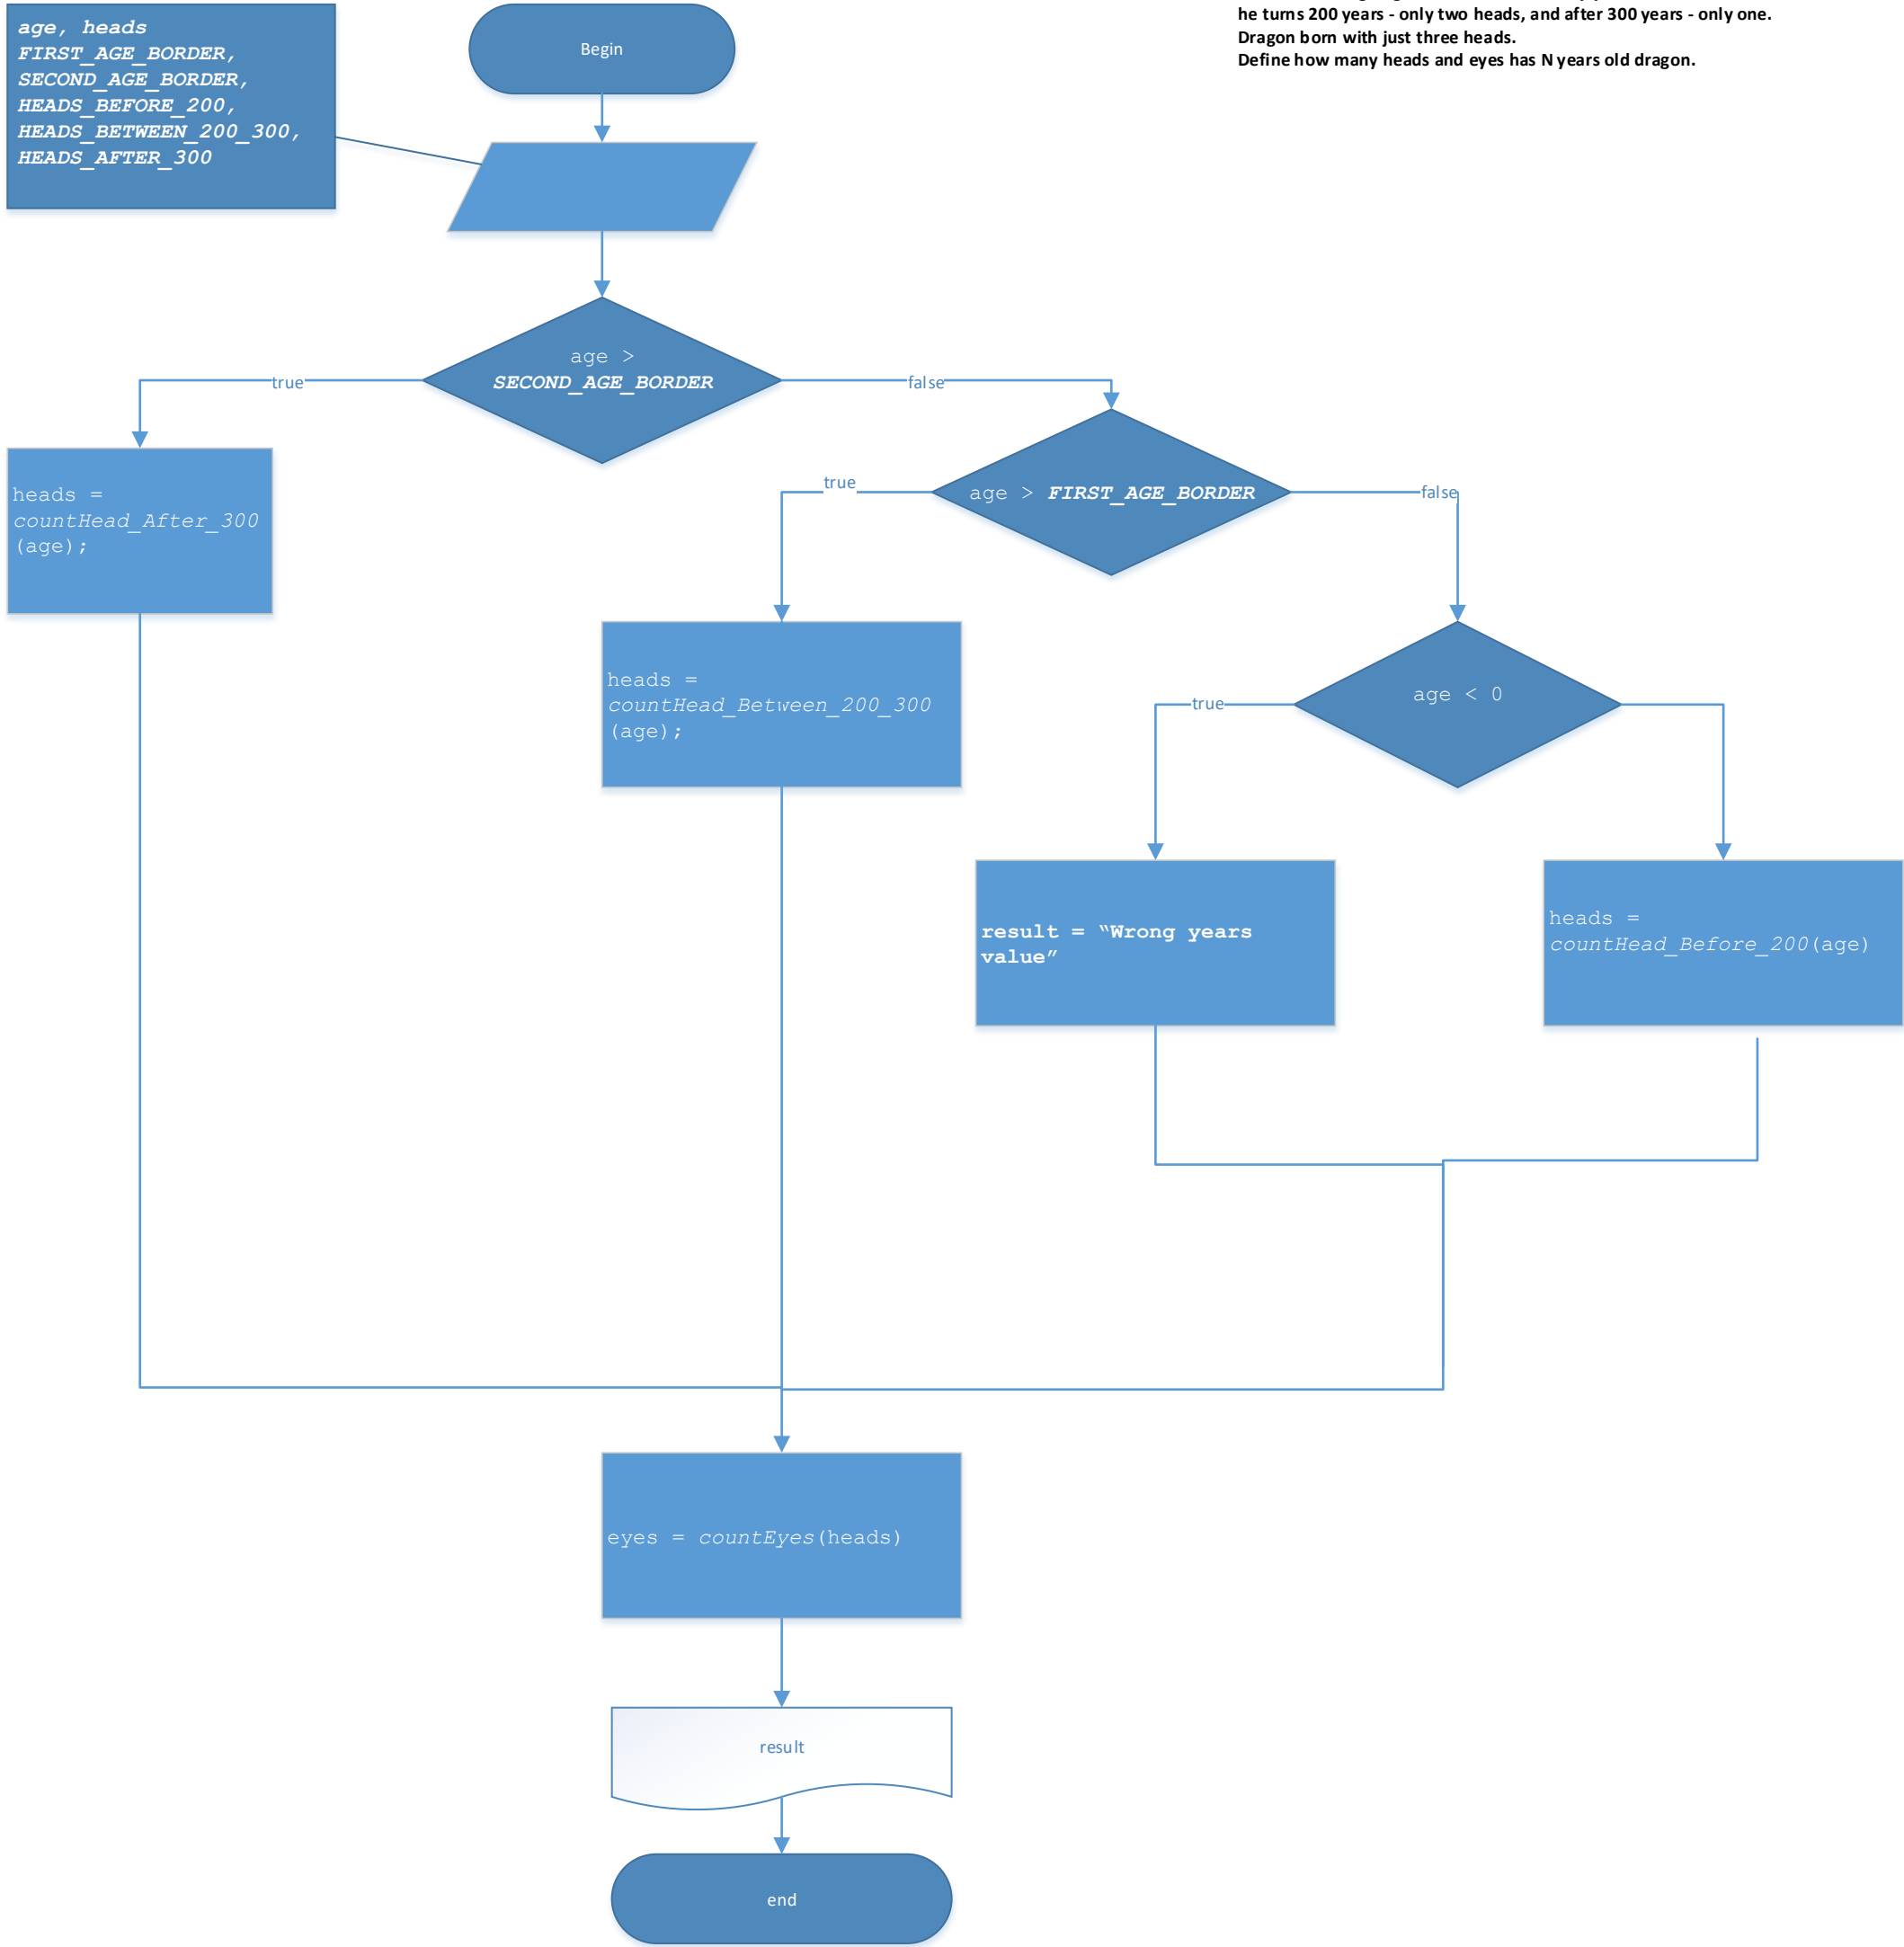 age, heads
FIRST_AGE_BORDER,
SECOND_AGE_BORDER,
HEADS_BEFORE_200,
HEADS_BETWEEN_200_300,
HEADS_AFTER_300
Begin
he turns 200 years - only two heads, and after 300 years - only one.
Dragon born with just three heads.
Define how many heads and eyes has N years old dragon.
age >
SECOND_AGE_BORDER
true
false
heads =
countHead_After_300
(age);
age > FIRST_AGE_BORDER
true
false
heads =
countHead_Between_200_300
(age);
age < 0
true
result = “Wrong years
value”
heads =
countHead_Before_200(age)
eyes = countEyes(heads)
result
end